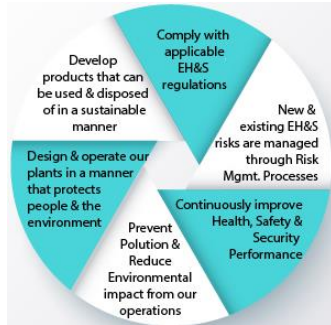 Comply with
applicable
EH&S
regulations
New &
existing EH&S
risks are managed
through Risk
Mgmt. Processes
Continuously improve
Health, Safety &
Security
Performance
Prevent
Polution &
Reduce
Environmental
impact from our
operations
Design & operate our
plants in a manner
that protects
people & the
environment
Develop
products that can
be used & disposed
of in a sustainable
manner